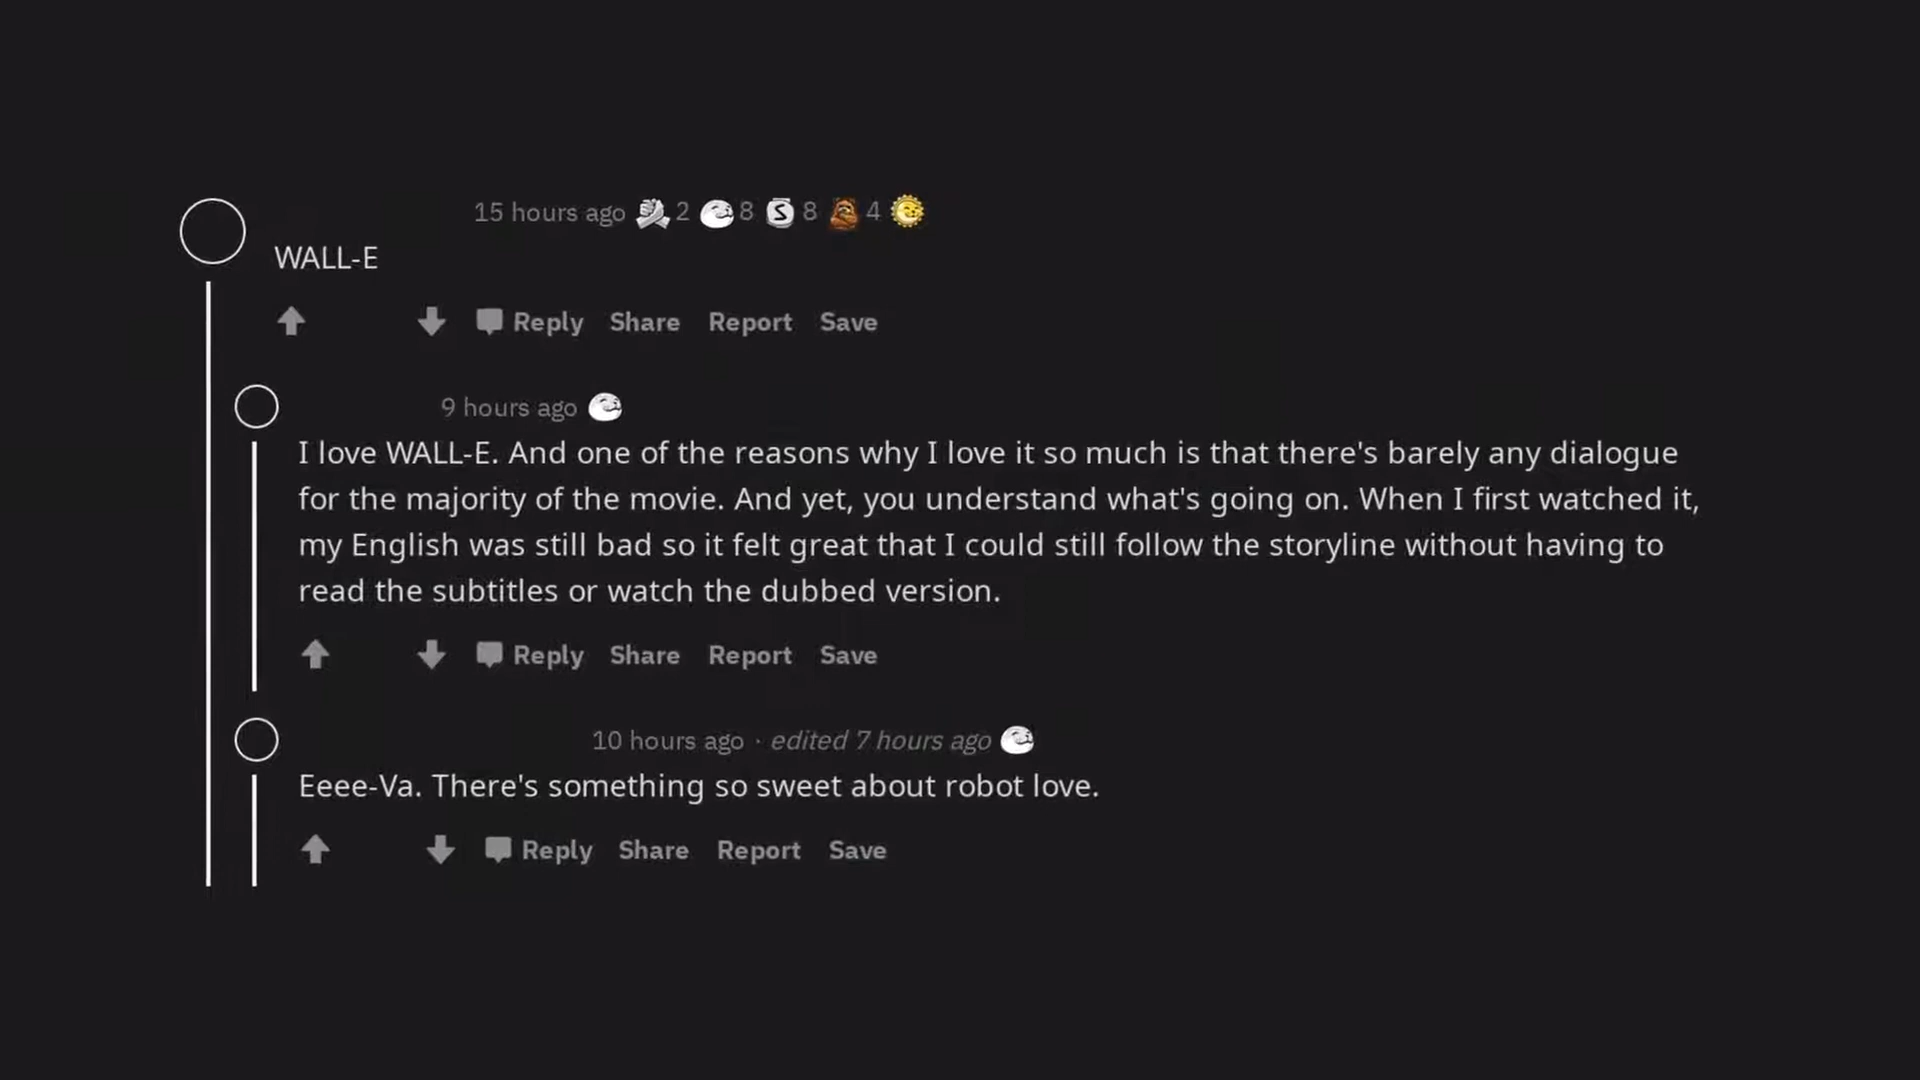 15 hours ago 2 8 S 8 4
WALL-E
Reply Share Report Save
9 hours ago
I love WALL-E. And one of the reasons why I love it so much is that there's barely any dialogue
for the majority of the movie. And yet, you understand what's going on. When I first watched it,
my English was still bad so it felt great that I could still follow the storyline without having to
read the subtitles or watch the dubbed version.
Reply Share Report Save
10 hours ago · edited 7 hours ago
Eeee-Va. There's something so sweet about robot love.
Reply Share Report Save